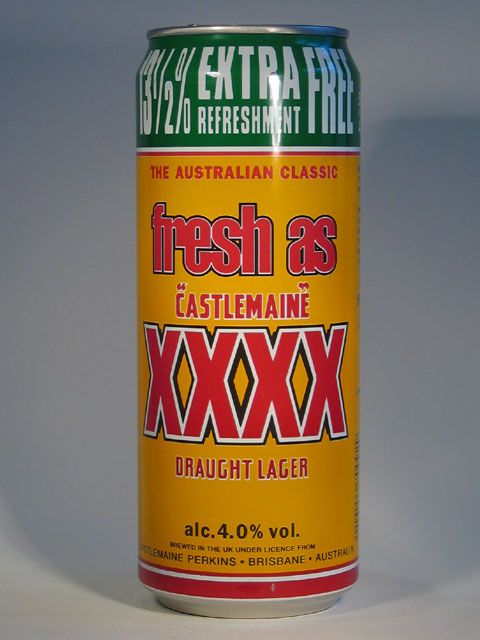 13½% EXTRA FREE
REFRESHMENT
THE AUSTRALIAN CLASSIC
fresh as
"CASTLEMAINE"
XXXX
DRAUGHT LAGER
alc.4.0% vol.
BREWED IN THE UK UNDER LICENCE FROM
CASTLEMAINE PERKINS • BRISBANE • AUSTRALIA